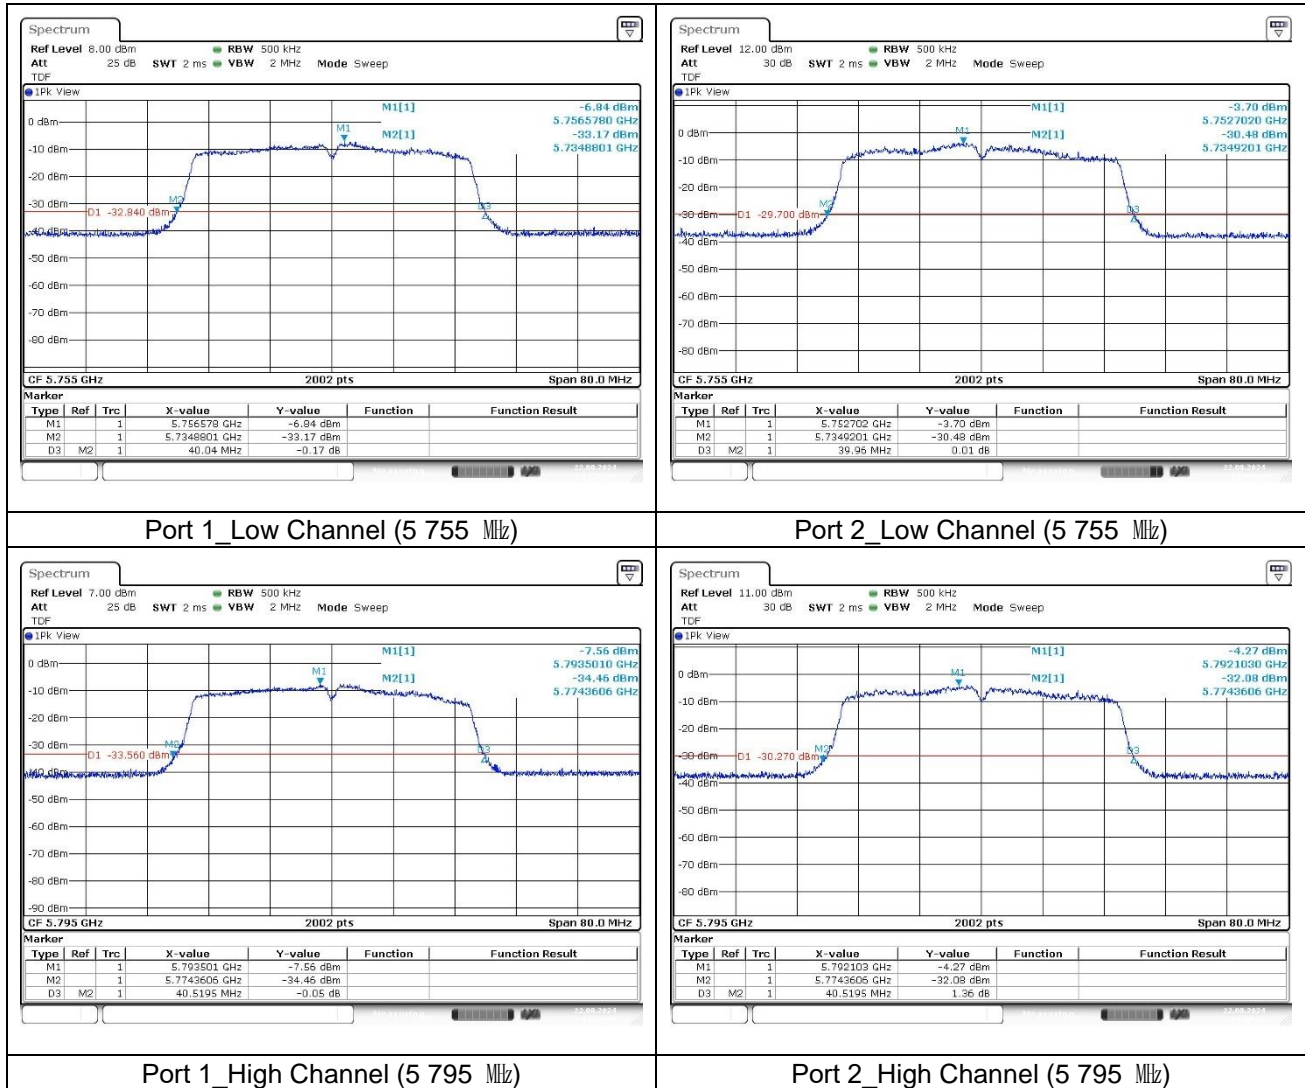 Spectrum
Ref Level 8.00 dBm RBW 500 kHz
Att 25 dB SWT 2 ms VBW 2 MHz Mode Sweep
TDF
1Pk View
M1[1] -6.84 dBm
5.7565780 GHz
M2[1] -33.17 dBm
5.7348801 GHz
M1
0 dBm
-10 dBm
-20 dBm
M2
-30 dBm
D1 -32.840 dBm
D3
-40 dBm
-50 dBm
-60 dBm
-70 dBm
-80 dBm
CF 5.755 GHz 2002 pts Span 80.0 MHz
Marker
Type Ref Trc X-value Y-value Function Function Result
M1 1 5.756578 GHz -6.84 dBm
M2 1 5.7348801 GHz -33.17 dBm
D3 M2 1 40.04 MHz -0.17 dB
Port 1_Low Channel (5 755 ㎒)
Spectrum
Ref Level 12.00 dBm RBW 500 kHz
Att 30 dB SWT 2 ms VBW 2 MHz Mode Sweep
TDF
1Pk View
M1[1] -3.70 dBm
5.7527020 GHz
M2[1] -30.48 dBm
5.7349201 GHz
M1
0 dBm
-10 dBm
-20 dBm
M2
-30 dBm
D1 -29.700 dBm
D3
-40 dBm
-50 dBm
-60 dBm
-70 dBm
-80 dBm
CF 5.755 GHz 2002 pts Span 80.0 MHz
Marker
Type Ref Trc X-value Y-value Function Function Result
M1 1 5.752702 GHz -3.70 dBm
M2 1 5.7349201 GHz -30.48 dBm
D3 M2 1 39.96 MHz 0.01 dB
Port 2_Low Channel (5 755 ㎒)
Spectrum
Ref Level 7.00 dBm RBW 500 kHz
Att 25 dB SWT 2 ms VBW 2 MHz Mode Sweep
TDF
1Pk View
M1[1] -7.56 dBm
5.7935010 GHz
M2[1] -34.46 dBm
5.7743606 GHz
M1
0 dBm
-10 dBm
-20 dBm
-30 dBm
M2
D1 -33.560 dBm
D3
-40 dBm
-50 dBm
-60 dBm
-70 dBm
-80 dBm
-90 dBm
CF 5.795 GHz 2002 pts Span 80.0 MHz
Marker
Type Ref Trc X-value Y-value Function Function Result
M1 1 5.793501 GHz -7.56 dBm
M2 1 5.7743606 GHz -34.46 dBm
D3 M2 1 40.5195 MHz -0.05 dB
Port 1_High Channel (5 795 ㎒)
Spectrum
Ref Level 11.00 dBm RBW 500 kHz
Att 30 dB SWT 2 ms VBW 2 MHz Mode Sweep
TDF
1Pk View
M1[1] -4.27 dBm
5.7921030 GHz
M2[1] -32.08 dBm
5.7743606 GHz
M1
0 dBm
-10 dBm
-20 dBm
M2
-30 dBm
D1 -30.270 dBm
D3
-40 dBm
-50 dBm
-60 dBm
-70 dBm
-80 dBm
CF 5.795 GHz 2002 pts Span 80.0 MHz
Marker
Type Ref Trc X-value Y-value Function Function Result
M1 1 5.792103 GHz -4.27 dBm
M2 1 5.7743606 GHz -32.08 dBm
D3 M2 1 40.5195 MHz 1.36 dB
Port 2_High Channel (5 795 ㎒)